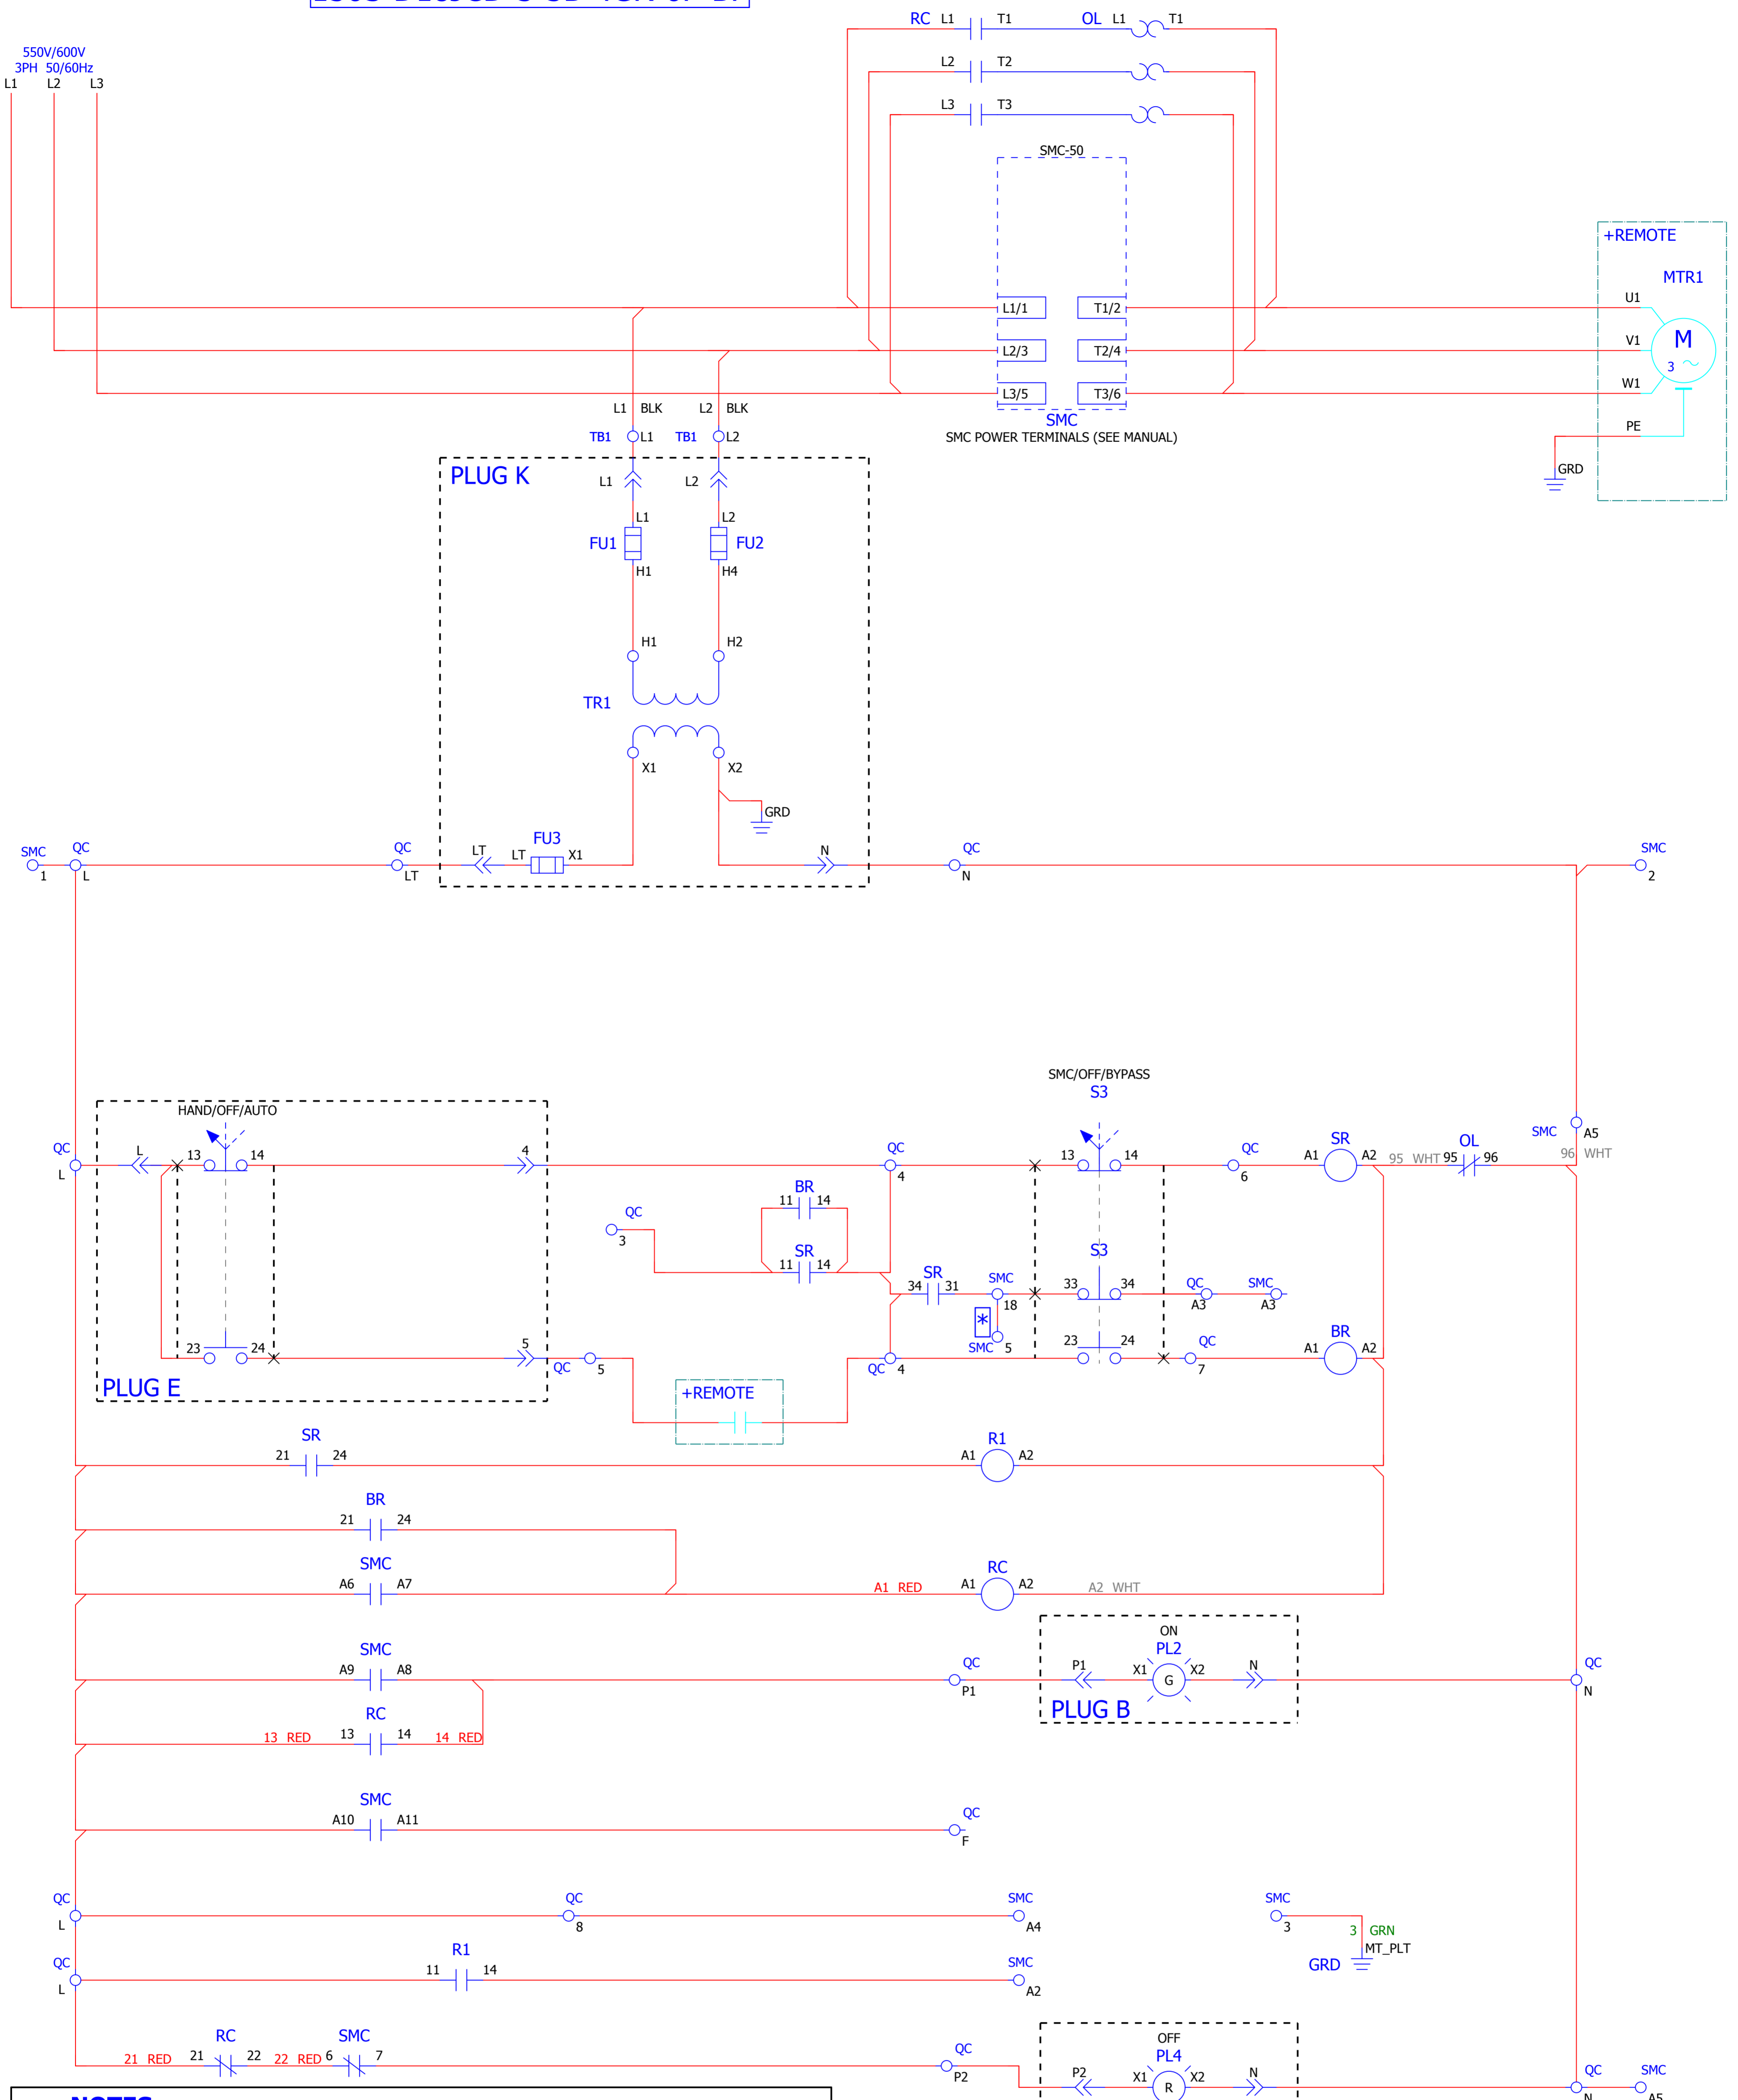 RC L1 T1 OL L1 T1
550V/600V
3PH 50/60Hz
L1 L2 L3
L2 T2
L3 T3
SMC-50
+REMOTE
MTR1
L1/1 T1/2 U1
L2/3 T2/4 V1
M
3
L3/5 T3/6 W1
L1 BLK L2 BLK
SMC
SMC POWER TERMINALS (SEE MANUAL)
PE
TB1 L1 TB1 L2
GRD
PLUG K
L1 L2
L1 L2
FU1 FU2
H1 H4
H1 H2
TR1
X1 X2
GRD
FU3
SMC QC QC LT LT X1 N QC SMC
1 L LT N 2
SMC/OFF/BYPASS
S3
HAND/OFF/AUTO
SMC A5
QC L 13 14 4 QC 13 14 QC SR OL
A1 A2 95 WHT 95 96 96 WHT
L 4 6
BR
11 14
QC
3
SR
11 14
S3
SR
34 31 SMC 33 34 QC SMC
18 A3 A3
*
SMC 5
BR
23 24 5 23 24 QC A1 A2
QC 5 QC 4 7
PLUG E
+REMOTE
SR
21 24
R1
A1 A2
BR
21 24
SMC
A6 A7
RC
A1 RED A1 A2 A2 WHT
ON
PL2
SMC
A9 A8
QC
P1
P1 X1 G X2 N
QC
N
PLUG B
RC
13 RED 13 14 14 RED
SMC
A10 A11
QC
F
QC QC SMC SMC
L 8 A4 3
3 GRN
MT_PLT
GRD
QC R1 SMC
11 14
L A2
OFF
PL4
RC SMC
21 RED 21 22 22 RED 6 7
QC
P2
P2 X1 R X2 N
QC SMC
N A5
NOTES